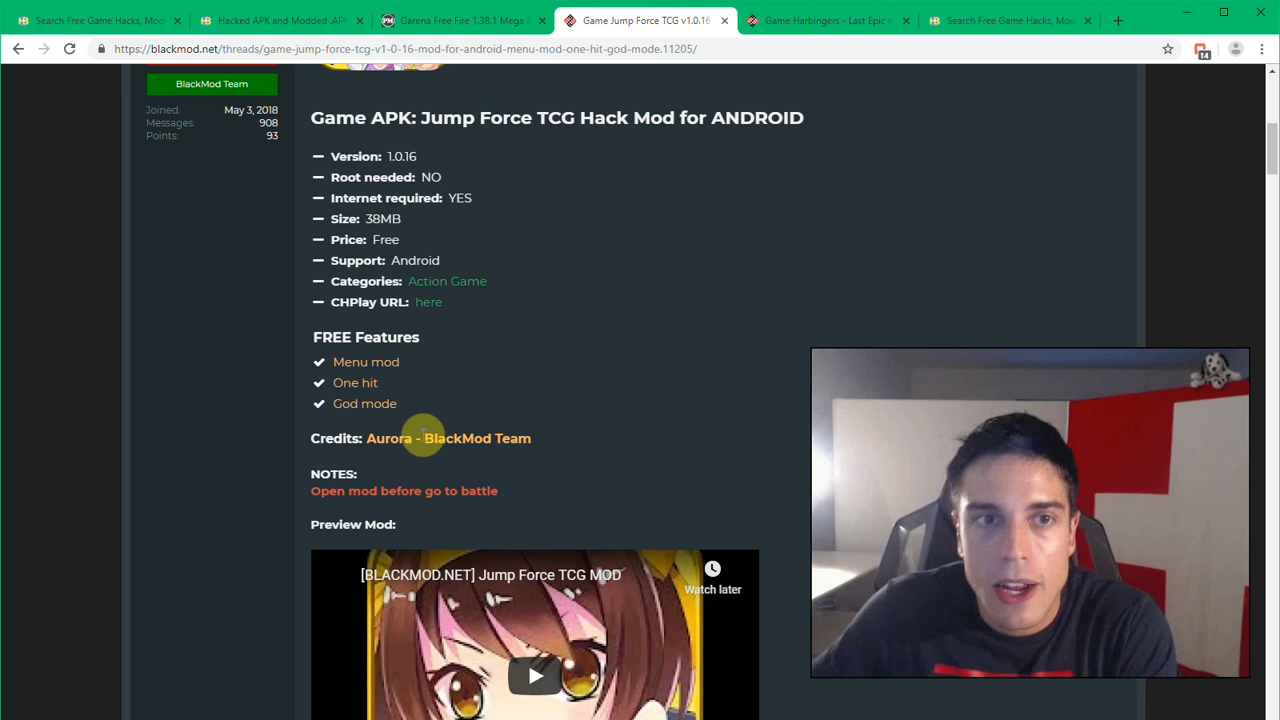 Search Free Game Hacks, Mod
Hacked APK and Modded .APK
Garena Free Fire 1.38.1 Mega
Game Jump Force TCG v1.0.16
Game Harbingers - Last Epic v
Search Free Game Hacks, Mod
https://blackmod.net/threads/game-jump-force-tcg-v1-0-16-mod-for-android-menu-mod-one-hit-god-mode.11205/
14
BlackMod Team
Joined: May 3, 2018
Messages: 908
Points: 93
Game APK: Jump Force TCG Hack Mod for ANDROID
Version: 1.0.16
Root needed: NO
Internet required: YES
Size: 38MB
Price: Free
Support: Android
Categories: Action Game
CHPlay URL: here
FREE Features
Menu mod
One hit
God mode
Credits: Aurora - BlackMod Team
NOTES:
Open mod before go to battle
Preview Mod:
[BLACKMOD.NET] Jump Force TCG MOD
Watch later